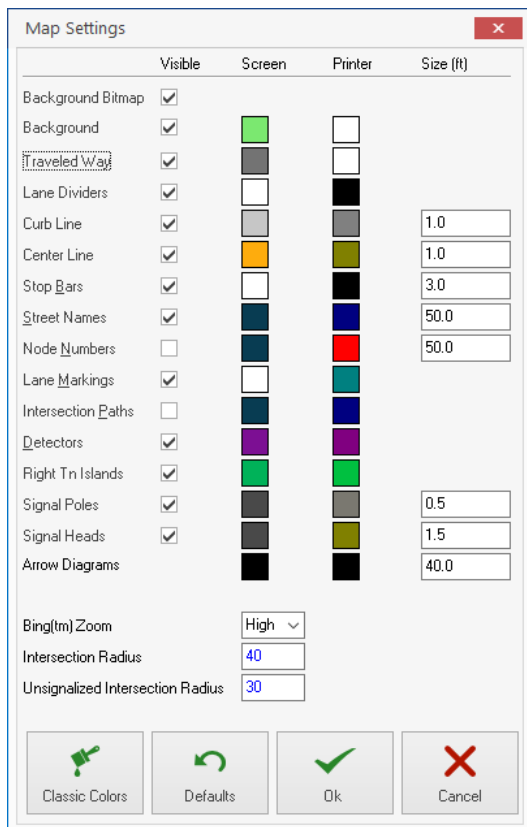 Map Settings
Visible Screen Printer Size (ft)
Background Bitmap
Background
Traveled Way
Lane Dividers
Curb Line 1.0
Center Line 1.0
Stop Bars 3.0
Street Names 50.0
Node Numbers 50.0
Lane Markings
Intersection Paths
Detectors
Right Tn Islands
Signal Poles 0.5
Signal Heads 1.5
Arrow Diagrams 40.0
Bing(tm) Zoom High
Intersection Radius 40
Unsignalized Intersection Radius 30
Classic Colors Defaults Ok Cancel